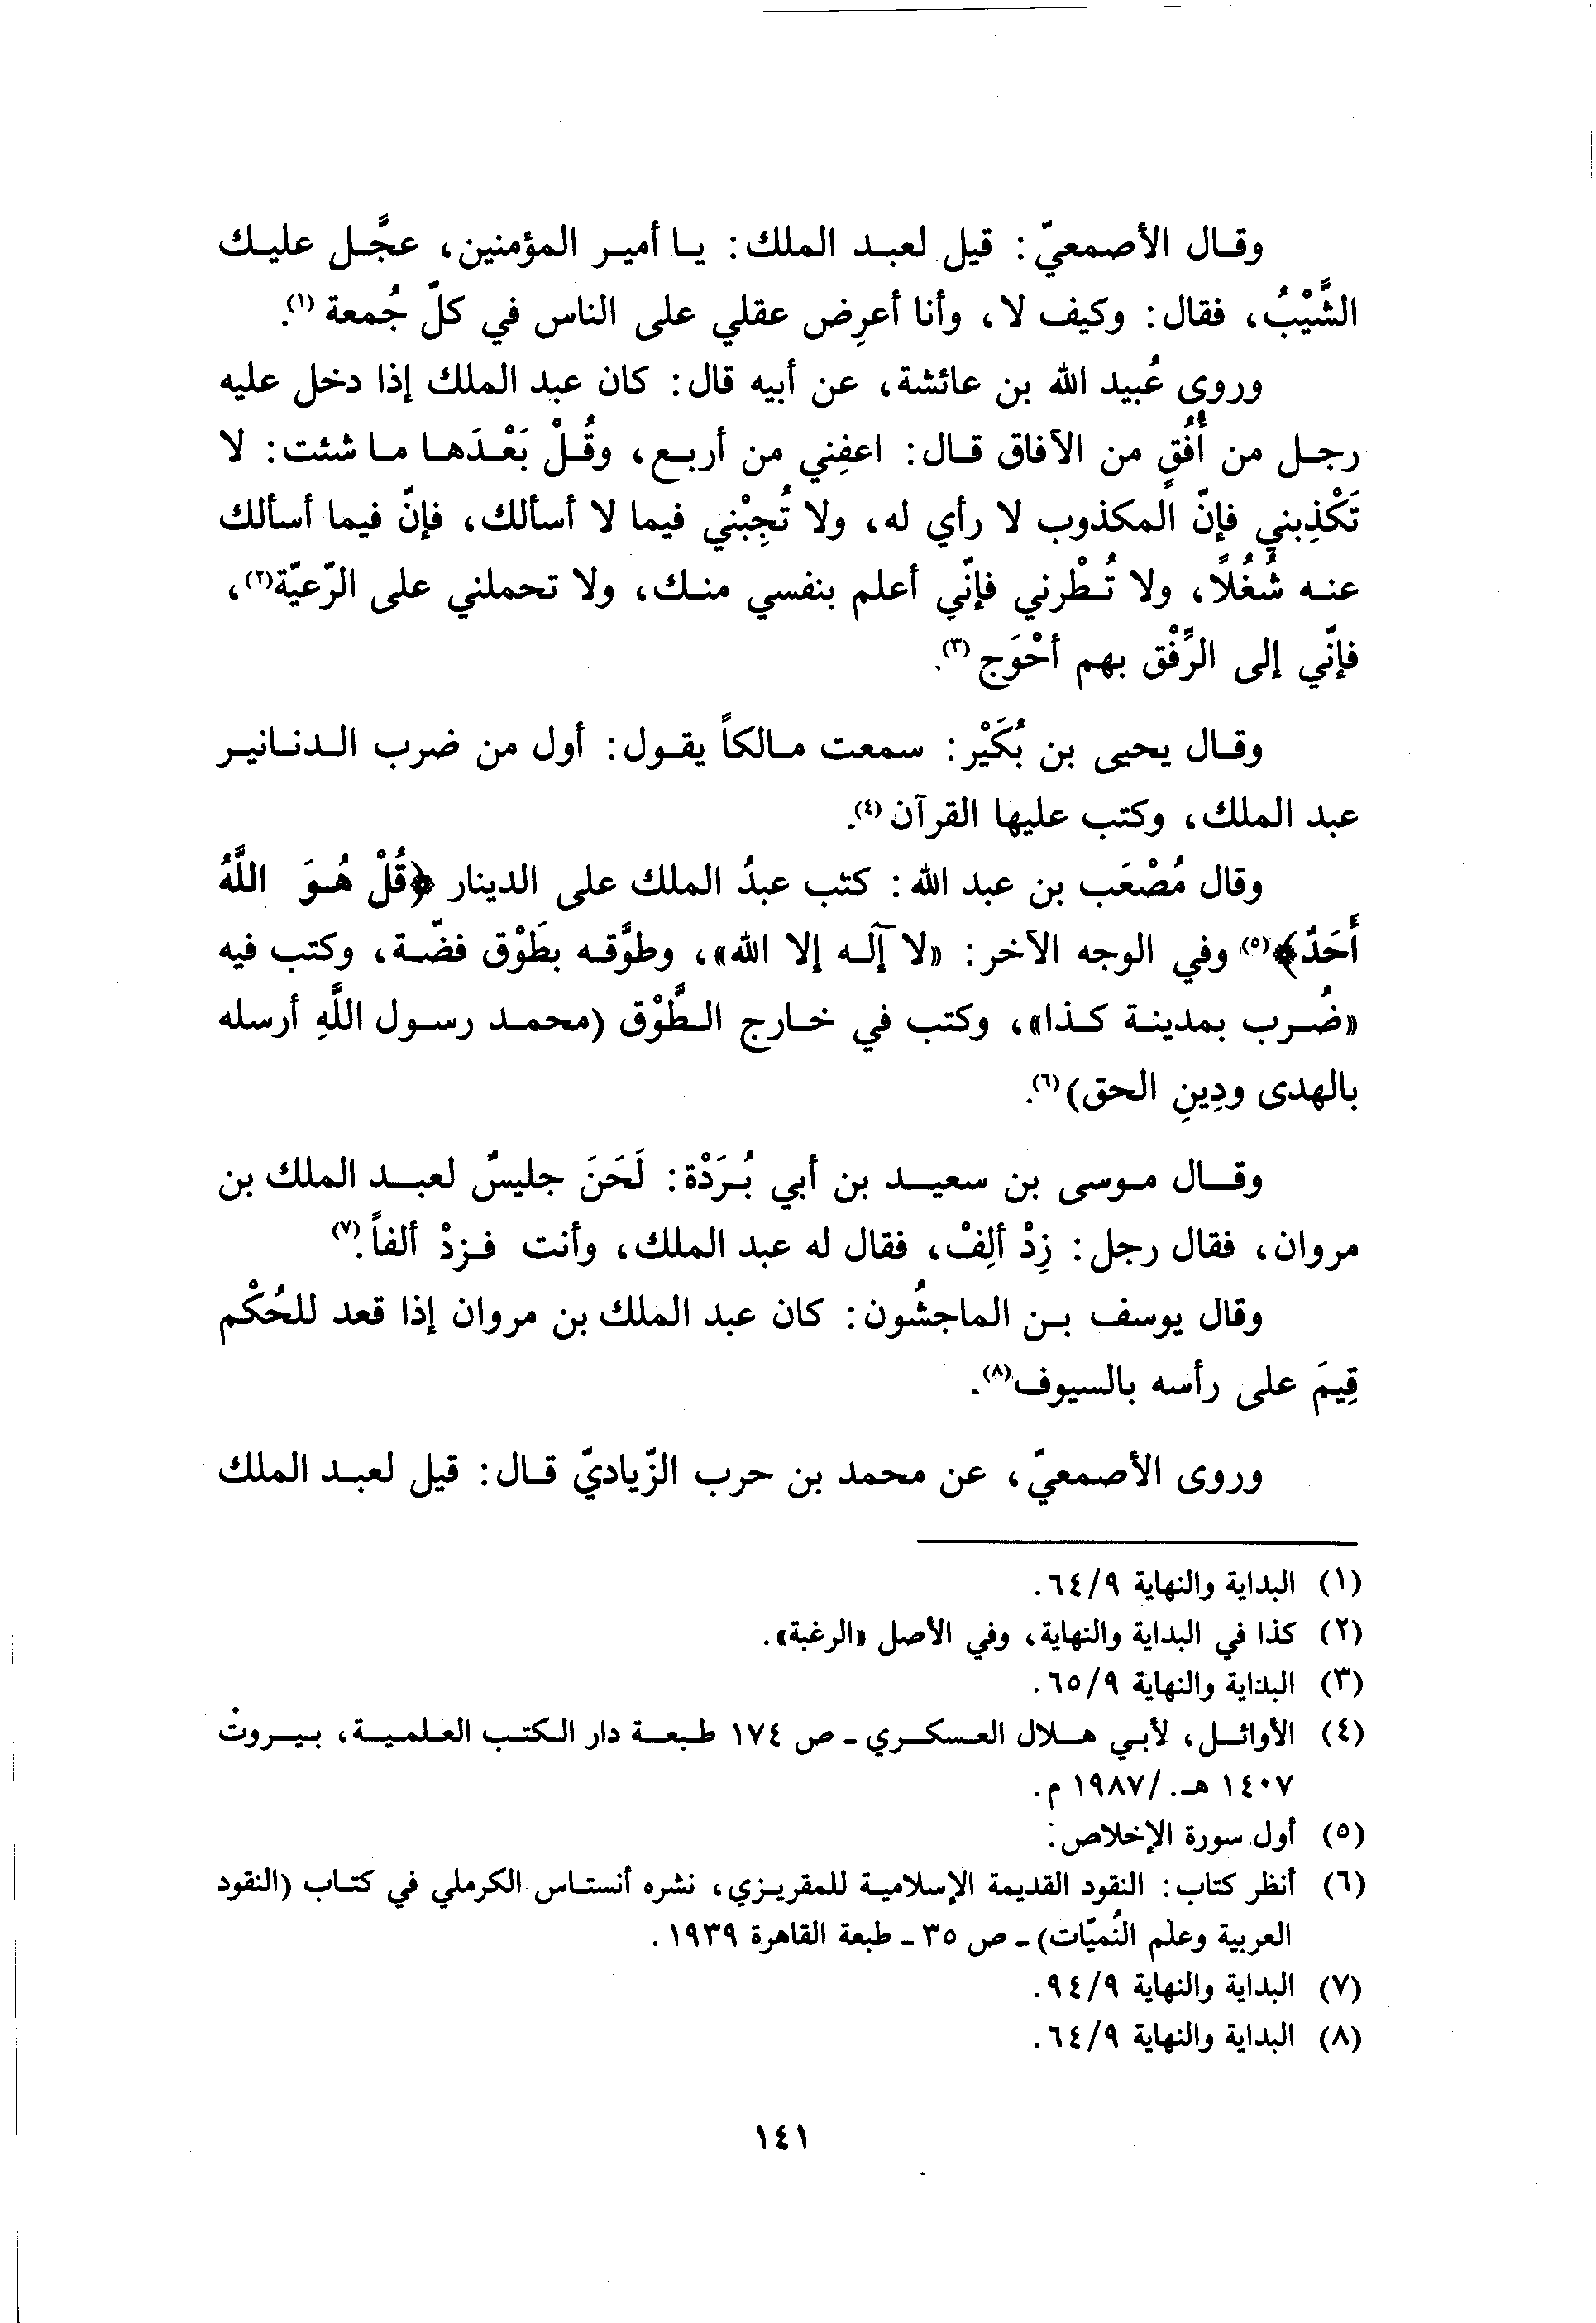 وقال الأصمعيّ: قيل لعبد الملك: يا أمير المؤمنين، عجَّل عليك
الشَّيْبُ، فقال: وكيف لا، وأنا أعرِض عقلي على الناس في كلّ جُمعة (١).
وروى عُبيد الله بن عائشة، عن أبيه قال: كان عبد الملك إذا دخل عليه
رجل من أُفُقٍ من الآفاق قال: اعفِني من أربع، وقُلْ بَعْدَها ما شئت: لا
تَكْذِبني فإنّ المكذوب لا رأي له، ولا تُجِبْني فيما لا أسألك، فإنّ فيما أسألك
عنه شُغُلاً، ولا تُطْرني فإنّي أعلم بنفسي منك، ولا تحملني على الرّعيّة(٢)،
فإنّي إلى الرِّفْق بهم أحْوَج (٣).
وقال يحيى بن بُكَيْر: سمعت مالكاً يقول: أول من ضرب الدنانير
عبد الملك، وكتب عليها القرآن (٤).
وقال مُصْعَب بن عبد الله: كتب عبدُ الملك على الدينار ﴿قُلْ هُوَ اللَّهُ
أَحَدٌ﴾(٥) وفي الوجه الآخر: «لا إله إلا الله»، وطوَّقه بطَوْق فضّة، وكتب فيه
«ضُرب بمدينة كذا»، وكتب في خارج الطَّوْق (محمد رسول اللَّهِ أرسله
بالهدى ودِينِ الحق)(٦).
وقال موسى بن سعيد بن أبي بُرَدْة: لَحَنَ جليسٌ لعبد الملك بن
مروان، فقال رجل: زِدْ ألِفْ، فقال له عبد الملك، وأنت فزدْ ألفاً.(٧)
وقال يوسف بن الماجشُون: كان عبد الملك بن مروان إذا قعد للحُكْم
قِيمَ على رأسه بالسيوف(٨).
وروى الأصمعيّ، عن محمد بن حرب الزّياديّ قال: قيل لعبد الملك
(١) البداية والنهاية ٦٤/٩.
(٢) كذا في البداية والنهاية، وفي الأصل «الرغبة».
(٣) البداية والنهاية ٦٥/٩.
(٤) الأوائل، لأبي هلال العسكري ـ ص ١٧٤ طبعة دار الكتب العلمية، بيروت
١٤٠٧ هـ./١٩٨٧ م.
(٥) أول سورة الإخلاص.
(٦) أنظر كتاب: النقود القديمة الإسلامية للمقريزي، نشره أنستاس الكرملي في كتاب (النقود
العربية وعلم النُميّات) ـ ص ٣٥ ـ طبعة القاهرة ١٩٣٩.
(٧) البداية والنهاية ٩٤/٩.
(٨) البداية والنهاية ٦٤/٩.
١٤١